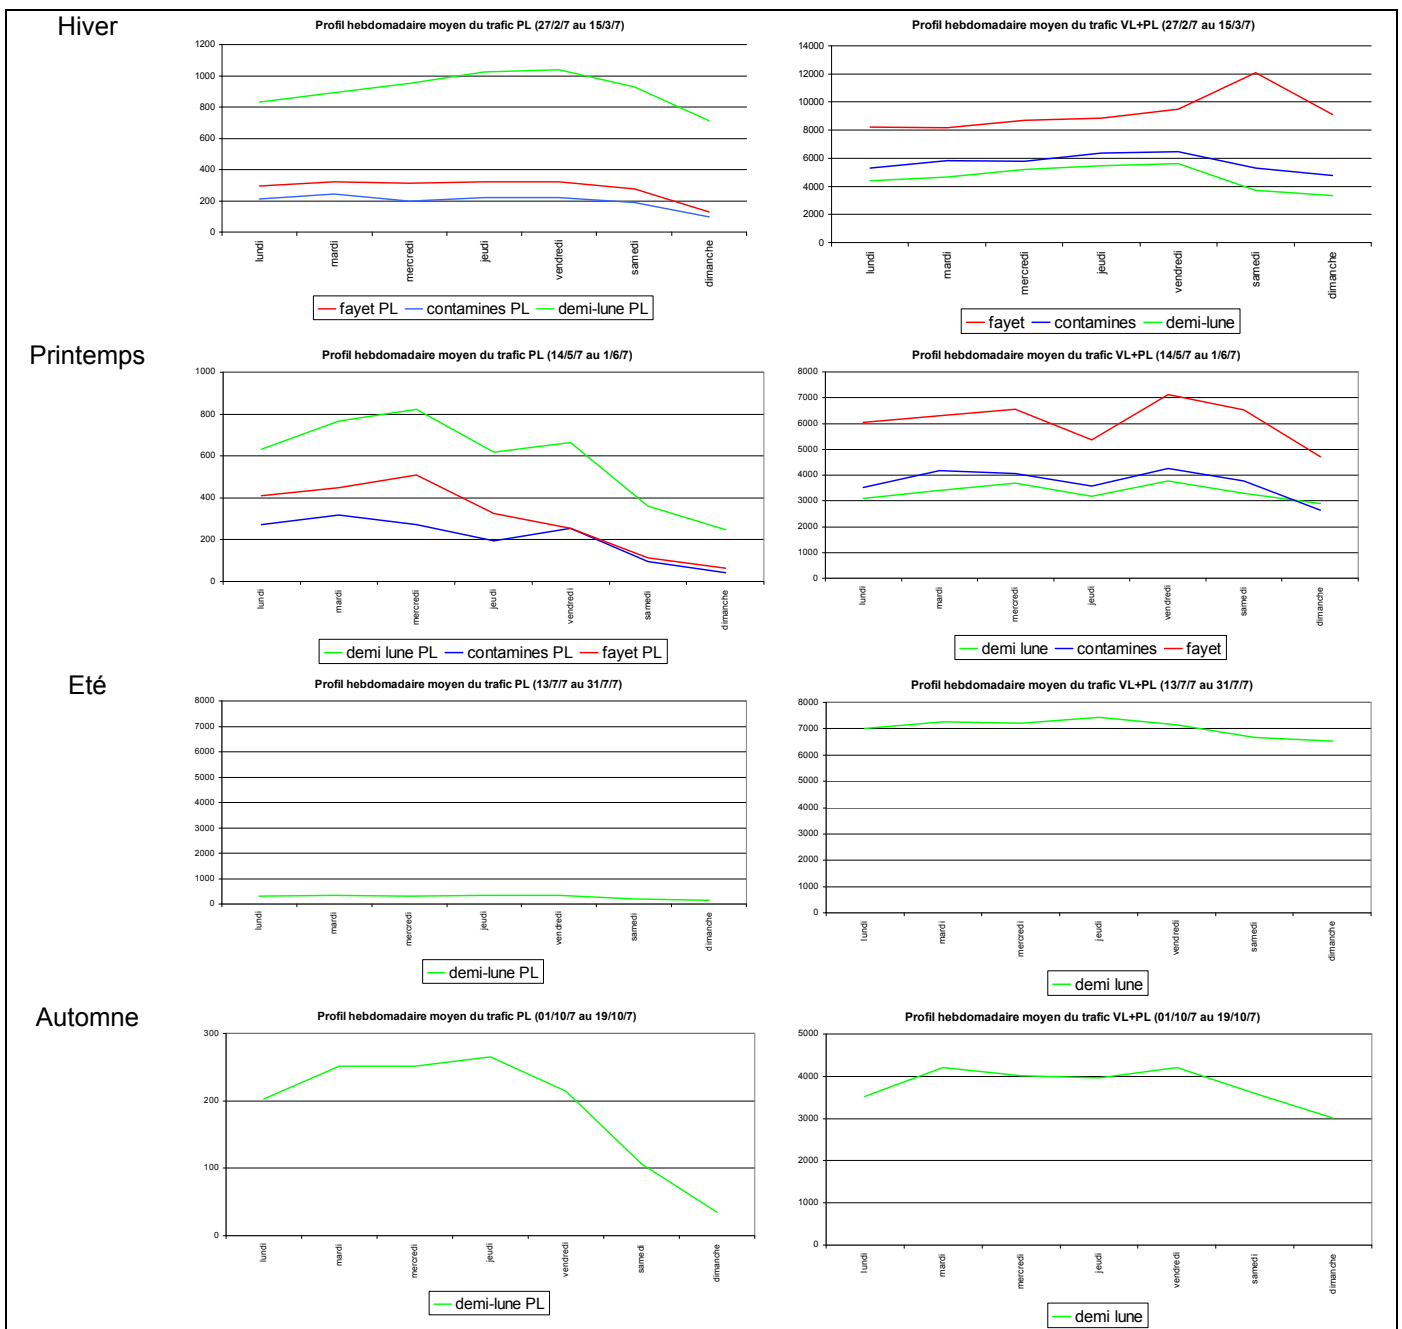 Hiver
Profil hebdomadaire moyen du trafic PL (27/2/7 au 15/3/7)
1200
1000
800
600
400
200
0
lundi
mardi
mercredi
jeudi
vendredi
samedi
dimanche
fayet PL contamines PL demi-lune PL
Profil hebdomadaire moyen du trafic VL+PL (27/2/7 au 15/3/7)
14000
12000
10000
8000
6000
4000
2000
0
lundi
mardi
mercredi
jeudi
vendredi
samedi
dimanche
fayet contamines demi-lune
Printemps
Profil hebdomadaire moyen du trafic PL (14/5/7 au 1/6/7)
1000
800
600
400
200
0
lundi
mardi
mercredi
jeudi
vendredi
samedi
dimanche
demi lune PL contamines PL fayet PL
Profil hebdomadaire moyen du trafic VL+PL (14/5/7 au 1/6/7)
8000
7000
6000
5000
4000
3000
2000
1000
0
lundi
mardi
mercredi
jeudi
vendredi
samedi
dimanche
demi lune contamines fayet
Eté
Profil hebdomadaire moyen du trafic PL (13/7/7 au 31/7/7)
8000
7000
6000
5000
4000
3000
2000
1000
0
lundi
mardi
mercredi
jeudi
vendredi
samedi
dimanche
demi-lune PL
Profil hebdomadaire moyen du trafic VL+PL (13/7/7 au 31/7/7)
8000
7000
6000
5000
4000
3000
2000
1000
0
lundi
mardi
mercredi
jeudi
vendredi
samedi
dimanche
demi lune
Automne
Profil hebdomadaire moyen du trafic PL (01/10/7 au 19/10/7)
300
200
100
0
lundi
mardi
mercredi
jeudi
vendredi
samedi
dimanche
demi-lune PL
Profil hebdomadaire moyen du trafic VL+PL (01/10/7 au 19/10/7)
5000
4000
3000
2000
1000
0
lundi
mardi
mercredi
jeudi
vendredi
samedi
dimanche
demi lune